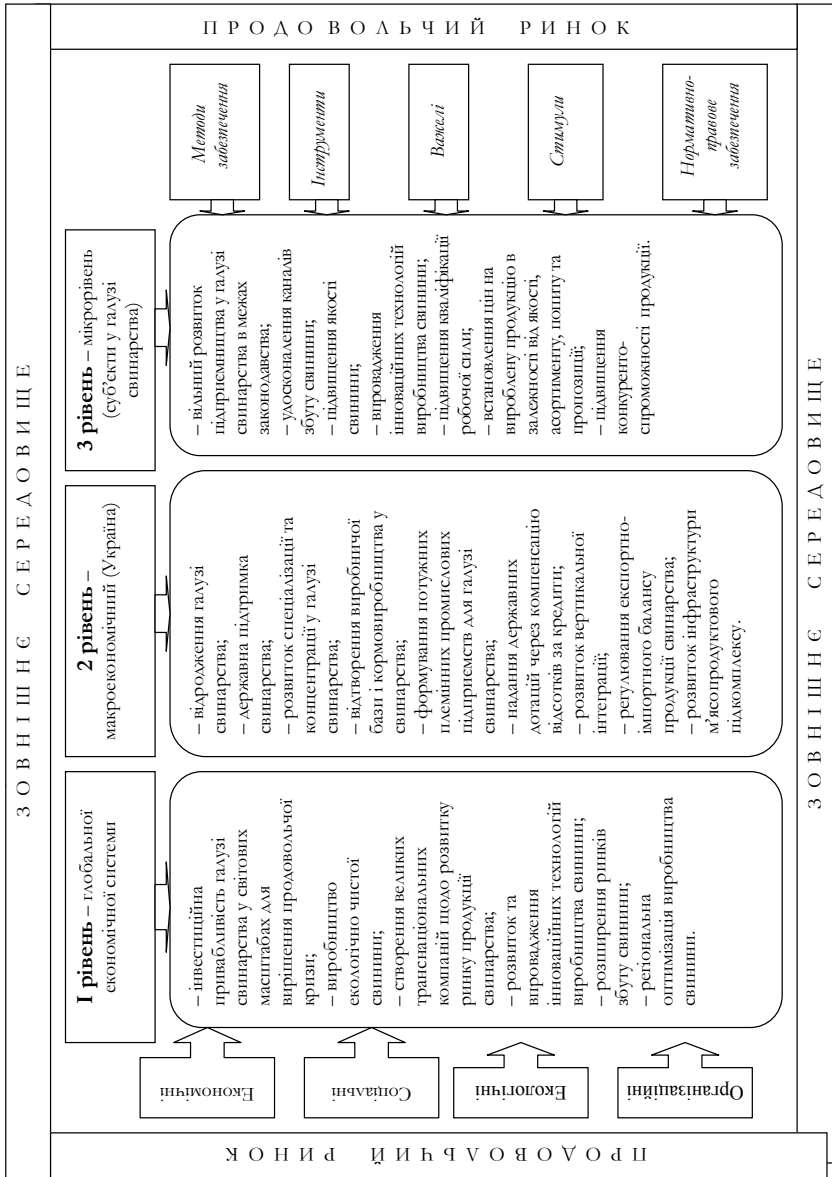 ЗОВНІШНЄ СЕРЕДОВИЩЕ
ПРОДОВОЛЬЧИЙ РИНОК
Економічні
Соціальні
Екологічні
Організаційні
І рівень – глобальної
економічної системи
– інвестиційна
привабливість галузі
свинарства у світових
масштабах для
вирішення продовольчої
кризи;
– виробництво
екологічно чистої
свинини;
– створення великих
транснаціональних
компаній щодо розвитку
ринку продукції
свинарства;
– розвиток та
впровадження
інноваційних технологій
виробництва свинини;
– розширення ринків
збуту свинини;
– регіональна
оптимізація виробництва
свинини.
2 рівень –
макроекономічний (Україна)
– відродження галузі
свинарства;
– державна підтримка
свинарства;
– розвиток спеціалізації та
концентрації у галузі
свинарства;
– відтворення виробничої
бази і кормовиробництва у
свинарства;
– формування потужних
племінних промислових
підприємств для галузі
свинарства;
– надання державних
дотацій через компенсацію
відсотків за кредити;
– розвиток вертикальної
інтеграції;
– регулювання експортно-
імпортного балансу
продукції свинарства;
– розвиток інфраструктури
м’ясопродуктового
підкомплексу.
3 рівень – мікрорівень
(суб’єкти у галузі
свинарства)
– вільний розвиток
підприємництва у галузі
свинарства в межах
законодавства;
– удосконалення каналів
збуту свинини;
– підвищення якості
свинини;
– впровадження
інноваційних технологій
виробництва свинини;
– підвищення кваліфікації
робочої сили;
– встановлення цін на
вироблену продукцію в
залежності від якості,
асортименту, попиту та
пропозиції;
– підвищення
конкуренто-
спроможності продукції.
Методи
забезпечення
Інструменти
Важелі
Стимули
Нормативно-
правове
забезпечення
ПРОДОВОЛЬЧИЙ РИНОК
ЗОВНІШНЄ СЕРЕДОВИЩЕ